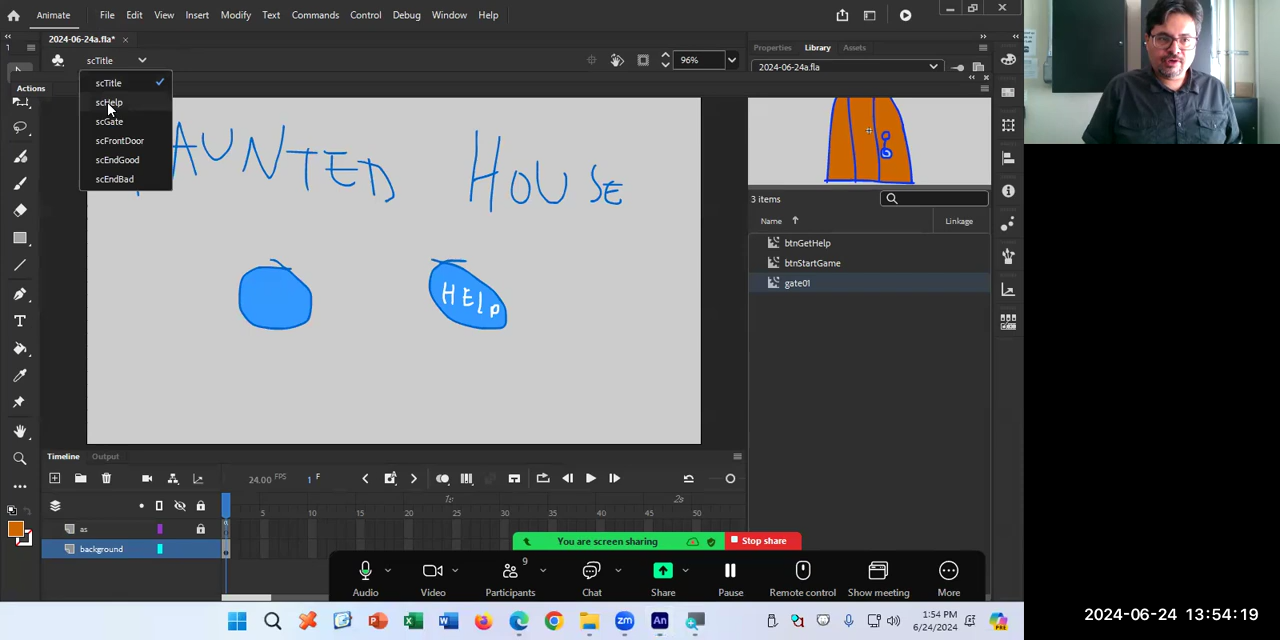 Animate File Edit View Insert Modify Text Commands Control Debug Window Help
2024-06-24a.fla* ×
scTitle
96%
Properties Library Assets
2024-06-24a.fla
Actions
scTitle
scHelp
scGate
scFrontDoor
scEndGood
scEndBad
AUNTED HOUSE
HELP
3 items
Name Linkage
btnGetHelp
btnStartGame
gate01
Timeline Output
24.00 FPS 1 F
1s 2s
5 10 15 20 25 30 35 40 45 50
as
background
You are screen sharing Stop share
9
Audio Video Participants Chat Share Pause Remote control Show meeting More
1:54 PM
6/24/2024
2024-06-24 13:54:19